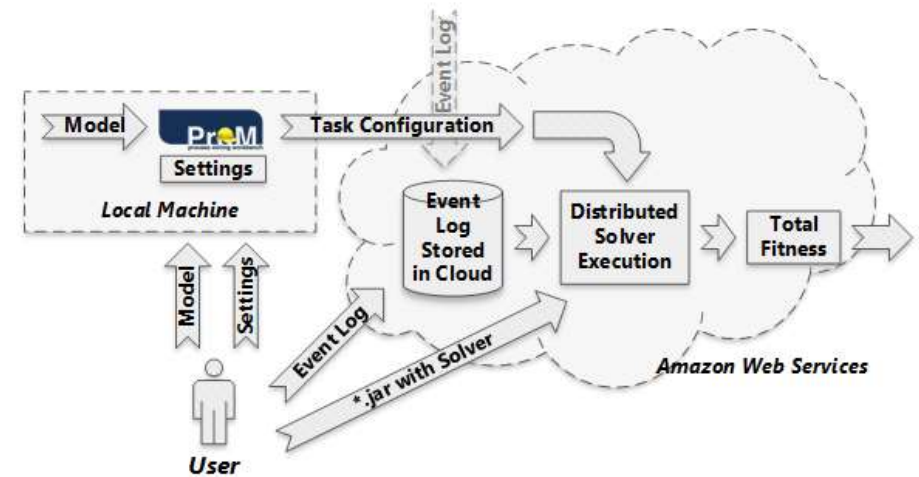 Event Log
Model
ProM
process mining workbench
Settings
Local Machine
Task Configuration
Event
Log
Stored
in Cloud
Distributed
Solver
Execution
Total
Fitness
Amazon Web Services
Model
Settings
Event Log
*.jar with Solver
User